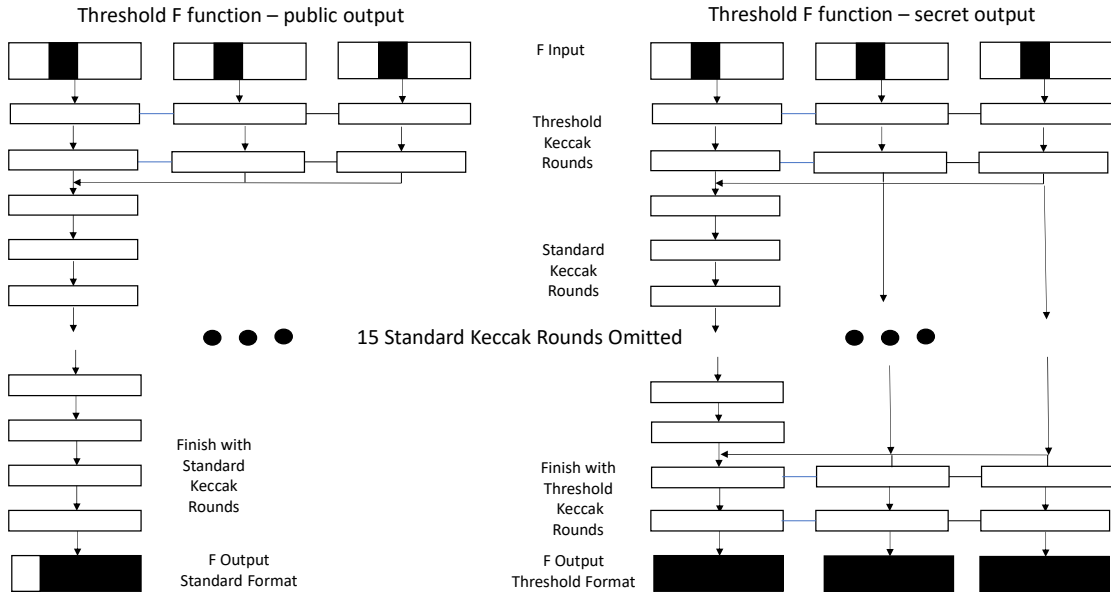 Threshold F function – public output
Threshold F function – secret output
F Input
Threshold
Keccak
Rounds
Standard
Keccak
Rounds
15 Standard Keccak Rounds Omitted
Finish with
Standard
Keccak
Rounds
Finish with
Threshold
Keccak
Rounds
F Output
Standard Format
F Output
Threshold Format